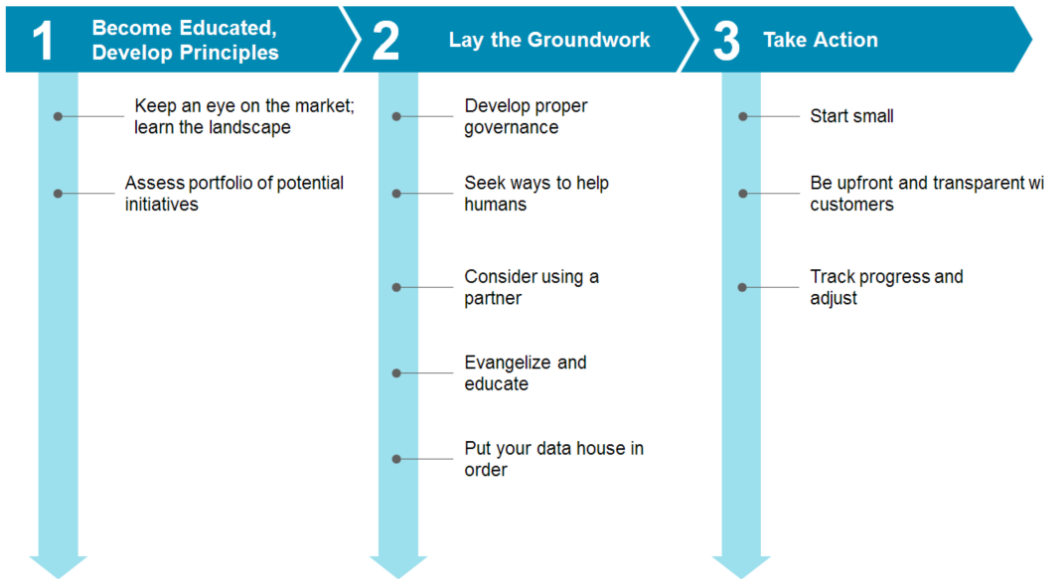 1
Become Educated,
Develop Principles
Keep an eye on the market;
learn the landscape
Assess portfolio of potential
initiatives
2
Lay the Groundwork
Develop proper
governance
Seek ways to help
humans
Consider using a
partner
Evangelize and
educate
Put your data house in
order
3
Take Action
Start small
Be upfront and transparent wi
customers
Track progress and
adjust